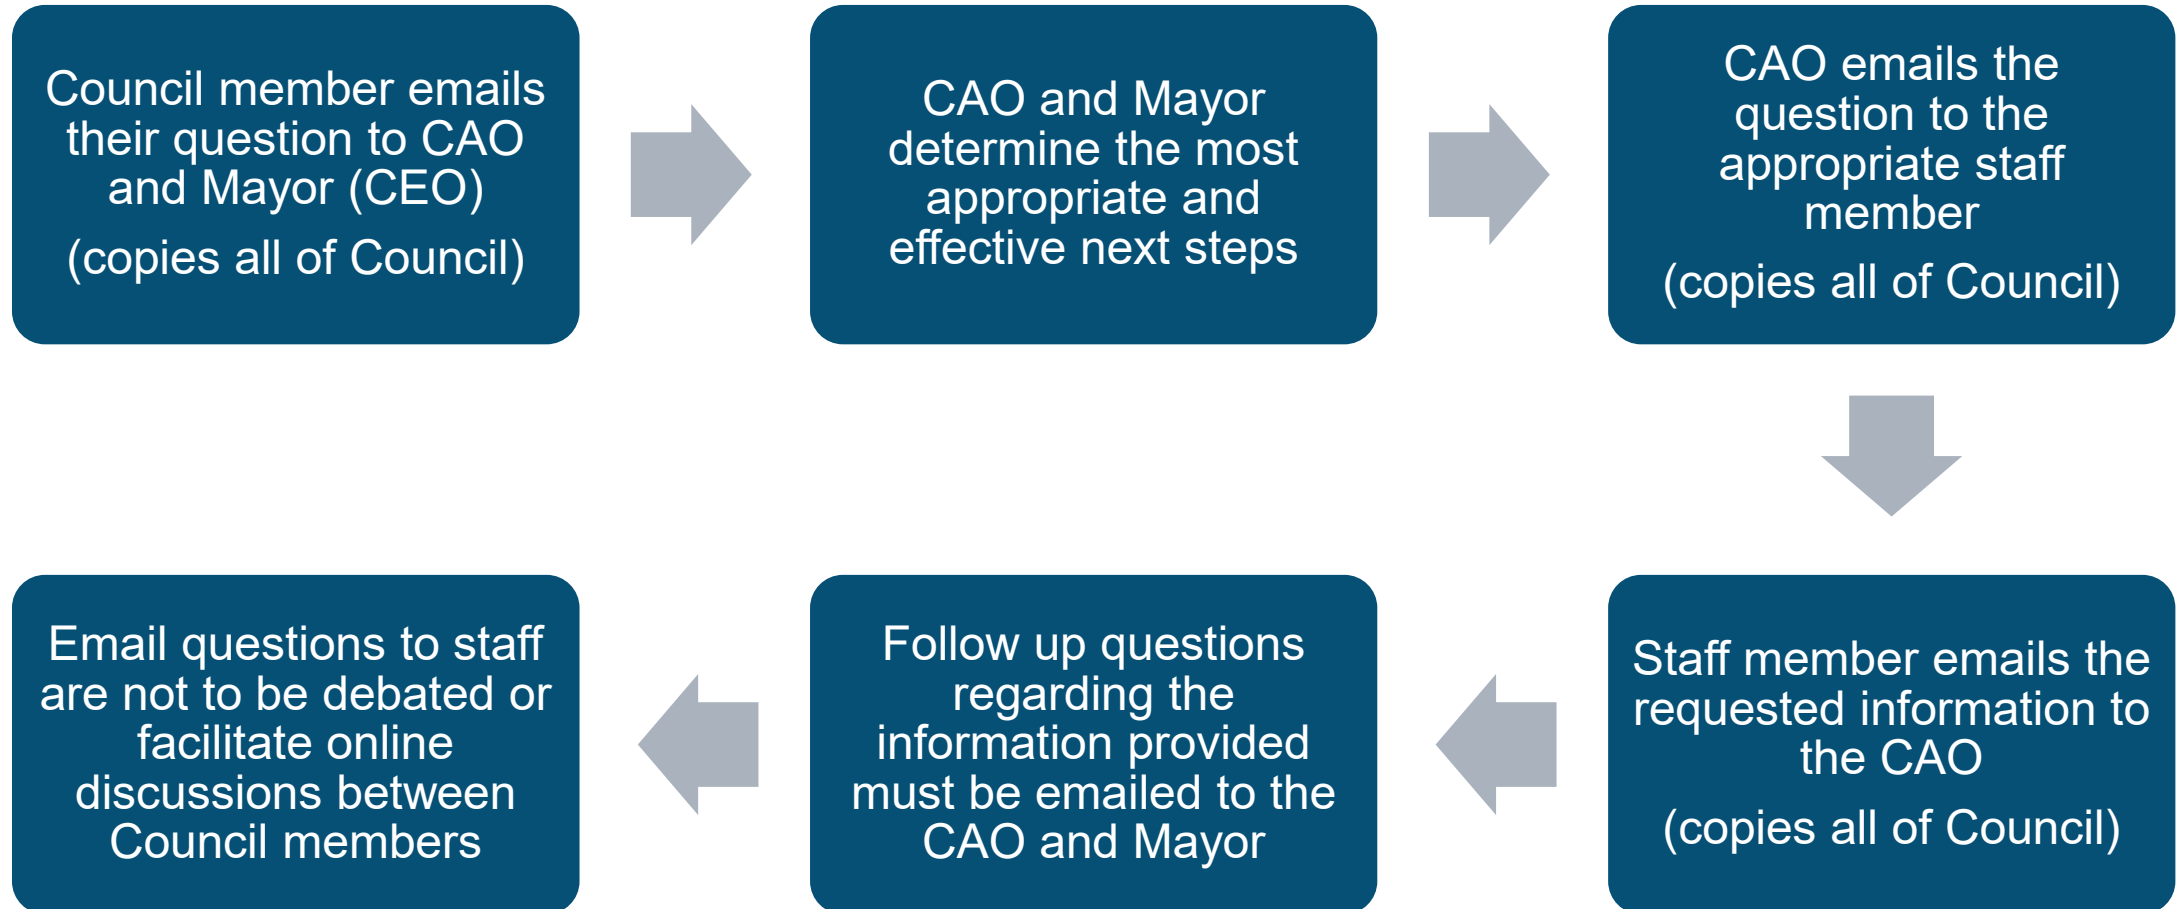 Council member emails
their question to CAO
and Mayor (CEO)
(copies all of Council)
CAO and Mayor
determine the most
appropriate and
effective next steps
CAO emails the
question to the
appropriate staff
member
(copies all of Council)
Staff member emails the
requested information to
the CAO
(copies all of Council)
Follow up questions
regarding the
information provided
must be emailed to the
CAO and Mayor
Email questions to staff
are not to be debated or
facilitate online
discussions between
Council members